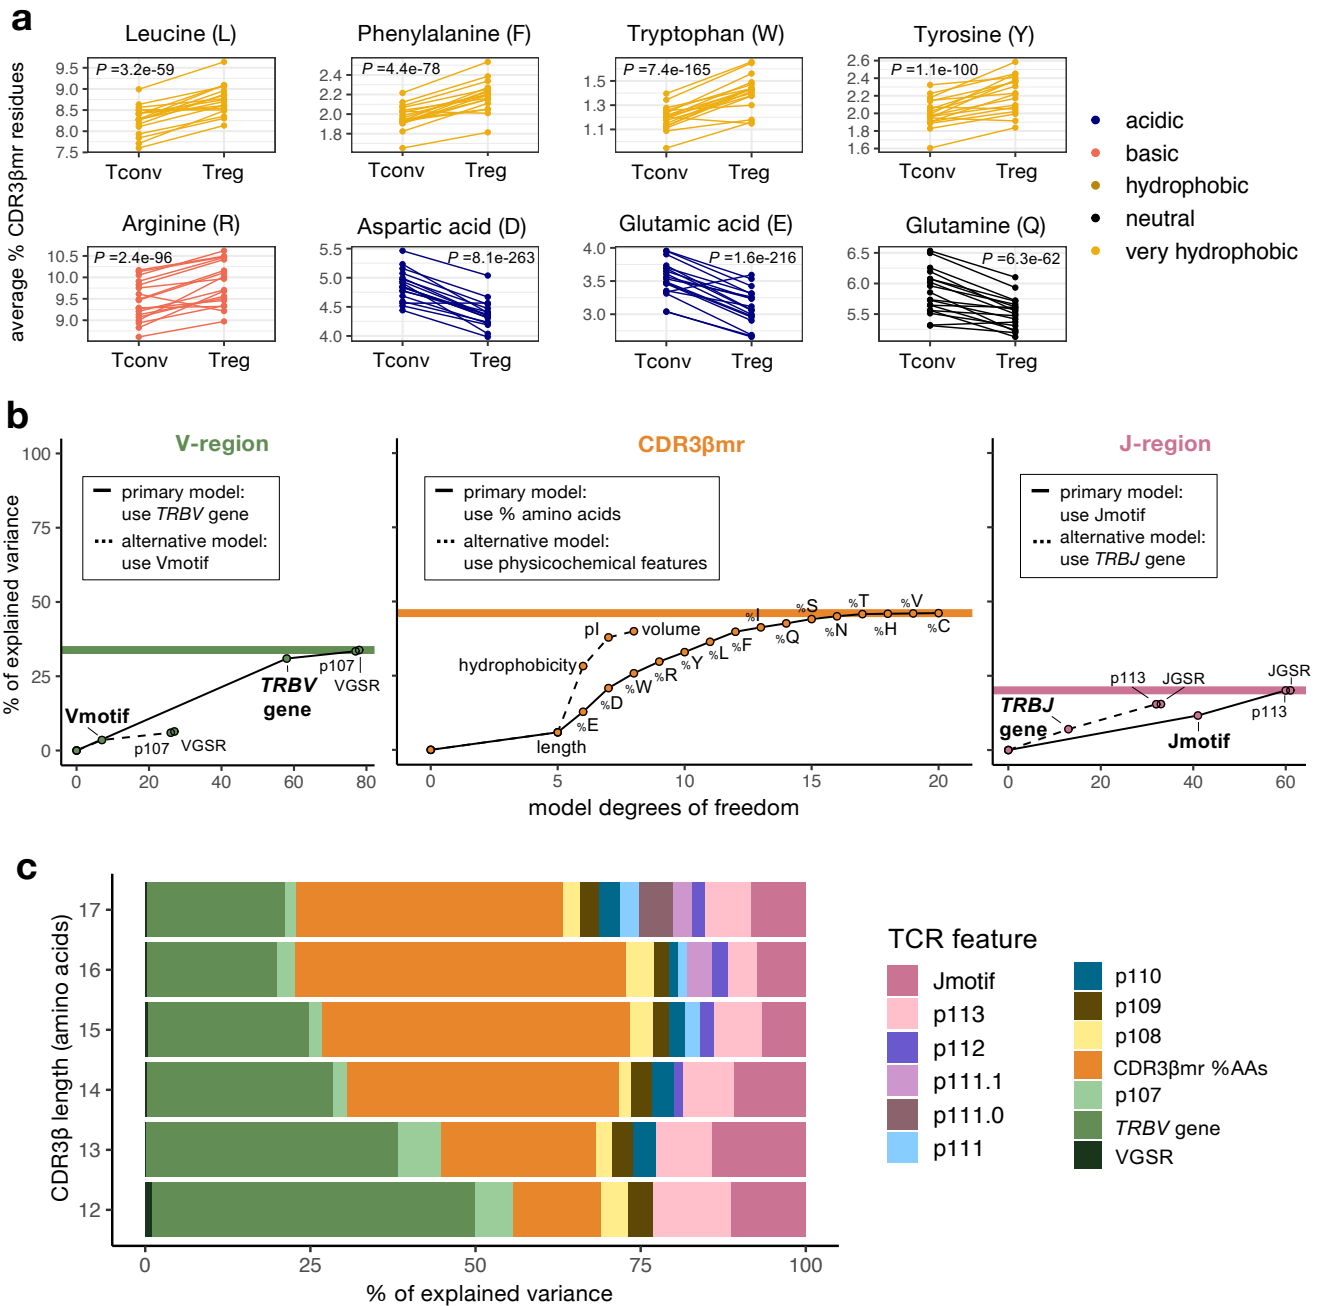 a
Leucine (L)
Phenylalanine (F)
Tryptophan (W)
Tyrosine (Y)
average % CDR3βmr residues
9.5
9.0
8.5
8.0
7.5
P =3.2e-59
Tconv Treg
2.4
2.2
2.0
1.8
P =4.4e-78
Tconv Treg
1.5
1.3
1.1
P =7.4e-165
Tconv Treg
2.6
2.4
2.2
2.0
1.8
1.6
P =1.1e-100
Tconv Treg
Arginine (R)
Aspartic acid (D)
Glutamic acid (E)
Glutamine (Q)
10.5
10.0
9.5
9.0
P =2.4e-96
Tconv Treg
5.5
5.0
4.5
4.0
P =8.1e-263
Tconv Treg
4.0
3.5
3.0
P =1.6e-216
Tconv Treg
6.5
6.0
5.5
P =6.3e-62
Tconv Treg
acidic
basic
hydrophobic
neutral
very hydrophobic
b
% of explained variance
100
75
50
25
0
V-region
primary model:
use TRBV gene
alternative model:
use Vmotif
Vmotif
p107
VGSR
TRBV
gene
p107
VGSR
0 20 40 60 80
CDR3βmr
primary model:
use % amino acids
alternative model:
use physicochemical features
length
hydrophobicity
pI
volume
%E
%D
%W
%R
%Y
%L
%F
%I
%Q
%S
%N
%T
%H
%V
%C
0 5 10 15 20
model degrees of freedom
J-region
primary model:
use Jmotif
alternative model:
use TRBJ gene
TRBJ
gene
p113
JGSR
Jmotif
p113
JGSR
0 20 40 60
c
CDR3β length (amino acids)
17
16
15
14
13
12
0 25 50 75 100
% of explained variance
TCR feature
Jmotif
p113
p112
p111.1
p111.0
p111
p110
p109
p108
CDR3βmr %AAs
p107
TRBV gene
VGSR